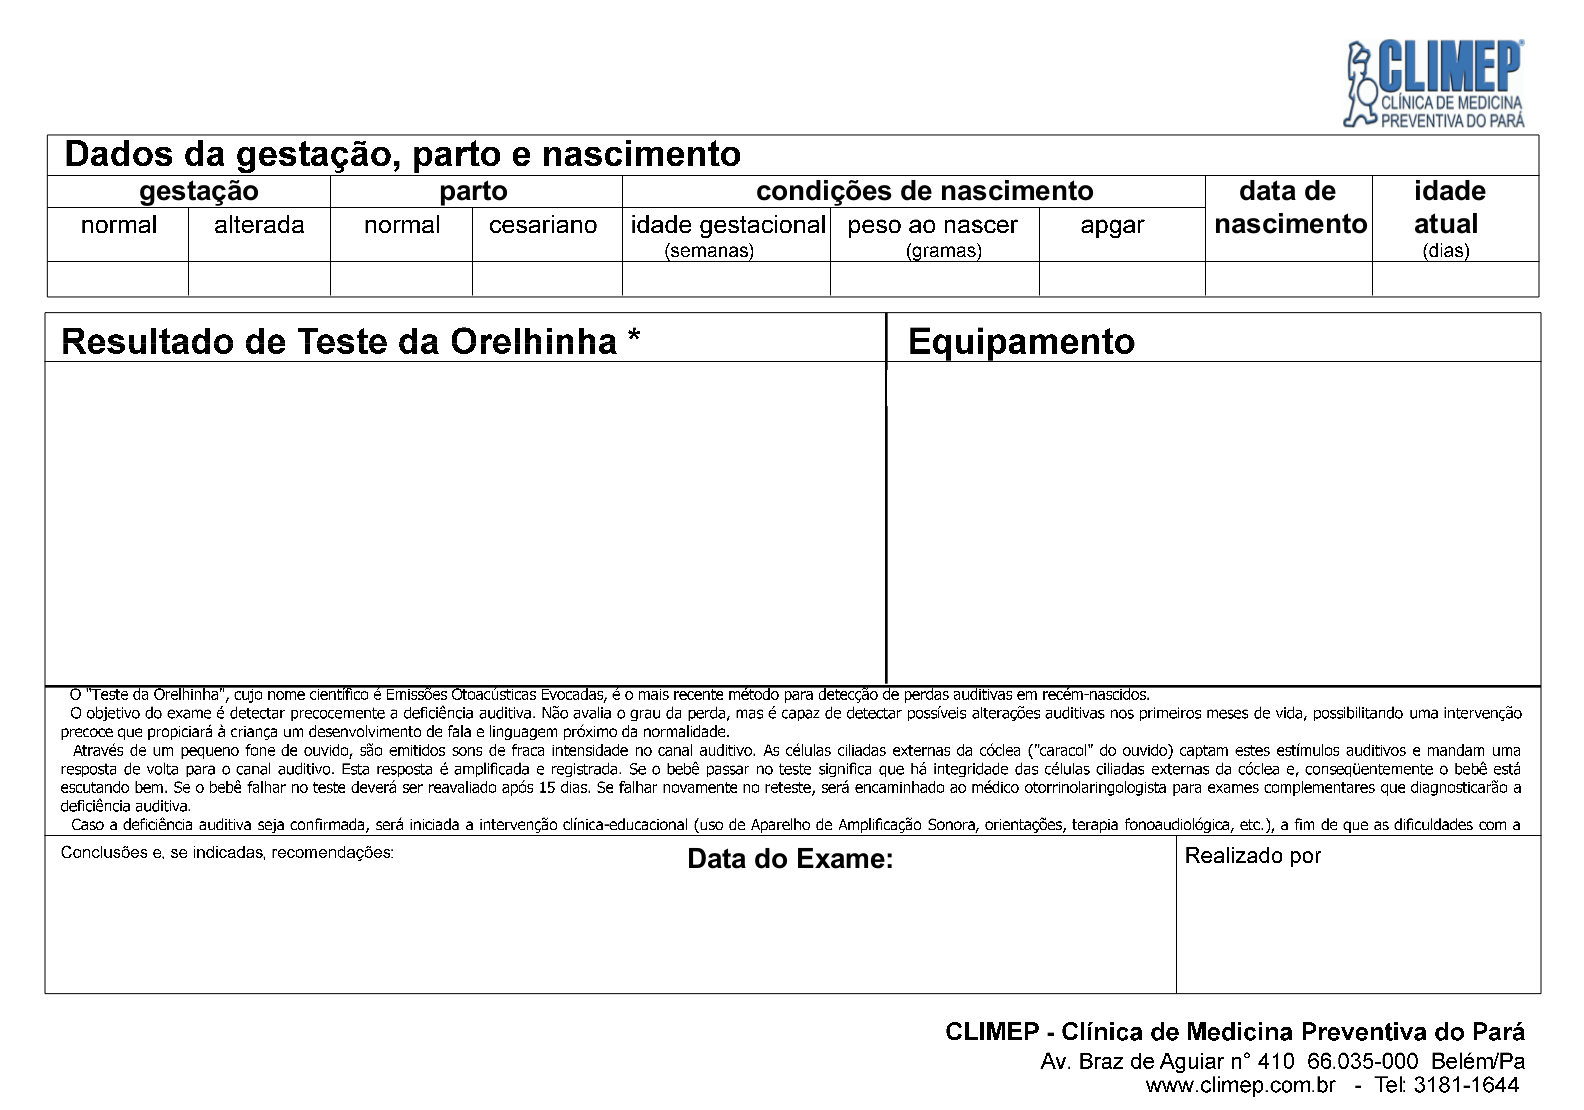 CLIMEP®
CLÍNICA DE MEDICINA
PREVENTIVA DO PARÁ
Dados da gestação, parto e nascimento
gestação parto condições de nascimento data de nascimento idade atual (dias)
normal alterada normal cesariano idade gestacional (semanas) peso ao nascer (gramas) apgar
Resultado de Teste da Orelhinha * Equipamento
O "Teste da Orelhinha", cujo nome científico é Emissões Otoacústicas Evocadas, é o mais recente método para detecção de perdas auditivas em recém-nascidos.
O objetivo do exame é detectar precocemente a deficiência auditiva. Não avalia o grau da perda, mas é capaz de detectar possíveis alterações auditivas nos primeiros meses de vida, possibilitando uma intervenção
precoce que propiciará à criança um desenvolvimento de fala e linguagem próximo da normalidade.
Através de um pequeno fone de ouvido, são emitidos sons de fraca intensidade no canal auditivo. As células ciliadas externas da cóclea ("caracol" do ouvido) captam estes estímulos auditivos e mandam uma
resposta de volta para o canal auditivo. Esta resposta é amplificada e registrada. Se o bebê passar no teste significa que há integridade das células ciliadas externas da cóclea e, conseqüentemente o bebê está
escutando bem. Se o bebê falhar no teste deverá ser reavaliado após 15 dias. Se falhar novamente no reteste, será encaminhado ao médico otorrinolaringologista para exames complementares que diagnosticarão a
deficiência auditiva.
Caso a deficiência auditiva seja confirmada, será iniciada a intervenção clínica-educacional (uso de Aparelho de Amplificação Sonora, orientações, terapia fonoaudiológica, etc.), a fim de que as dificuldades com a
Conclusões e, se indicadas, recomendações: Data do Exame: Realizado por
CLIMEP - Clínica de Medicina Preventiva do Pará
Av. Braz de Aguiar n° 410 66.035-000 Belém/Pa
www.climep.com.br - Tel: 3181-1644